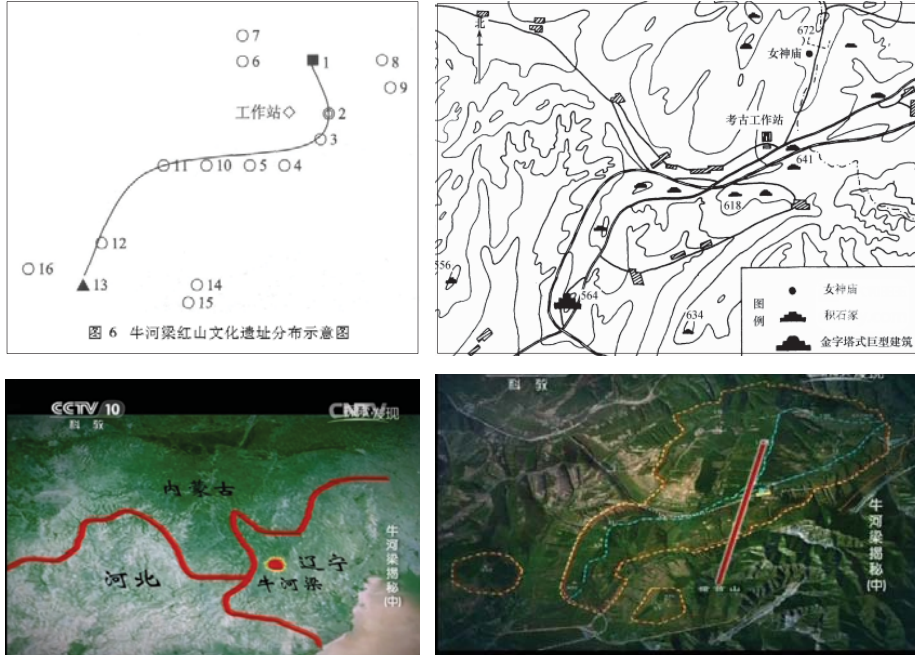 7
6
1
8
9
工作站
2
3
11
10
5
4
12
16
13
14
15
图 6 牛河梁红山文化遗址分布示意图
北
672
女神庙
考古工作站
641
618
556
564
634
图例
女神庙
积石冢
金字塔式巨型建筑
CCTV 10
科教
发现
内蒙古
河北
辽宁
牛河梁
牛河梁揭秘(中)
科教
牛河梁揭秘(中)